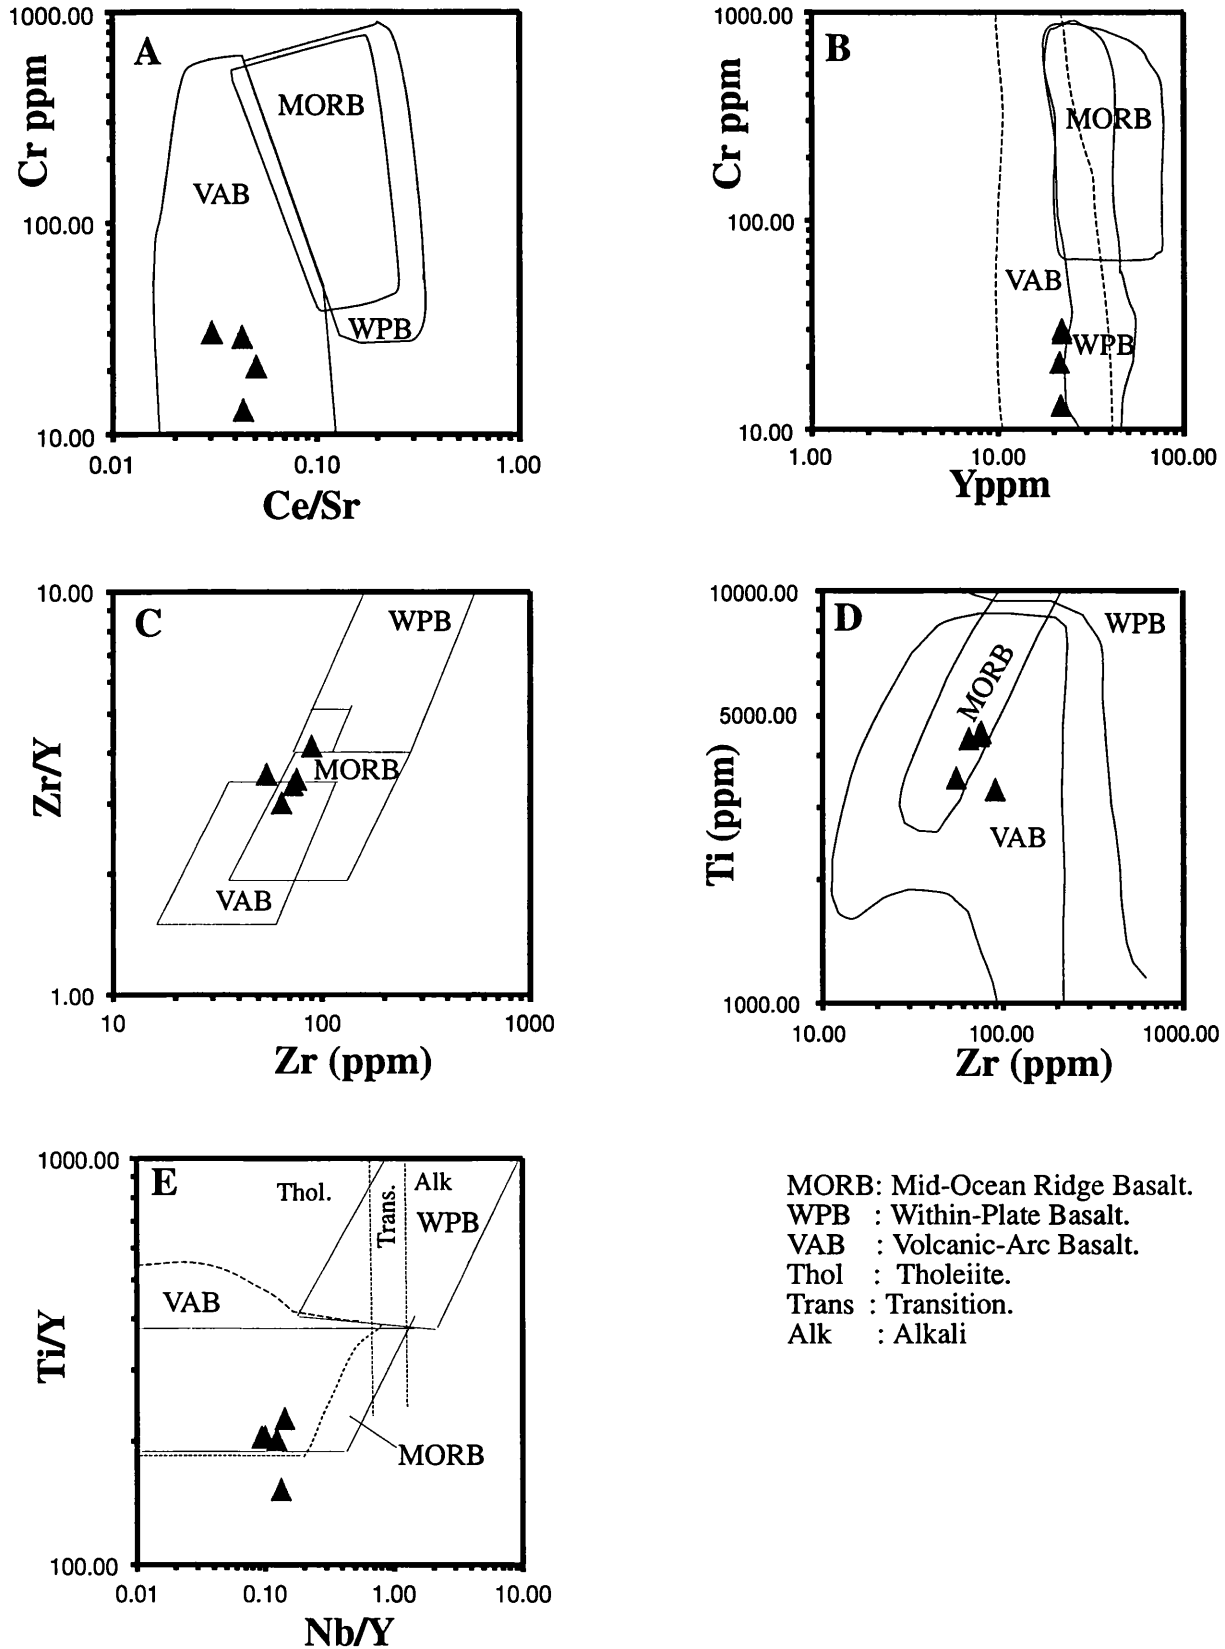 A
Cr ppm
1000.00
100.00
10.00
MORB
VAB
WPB
0.01
0.10
1.00
Ce/Sr
B
Cr ppm
1000.00
100.00
10.00
MORB
VAB
WPB
1.00
10.00
100.00
Yppm
C
Zr/Y
10.00
1.00
WPB
MORB
VAB
10
100
1000
Zr (ppm)
D
Ti (ppm)
10000.00
5000.00
1000.00
WPB
MORB
VAB
10.00
100.00
1000.00
Zr (ppm)
E
Ti/Y
1000.00
100.00
Thol.
Trans.
Alk
WPB
VAB
MORB
0.01
0.10
1.00
10.00
Nb/Y
MORB: Mid-Ocean Ridge Basalt.
WPB : Within-Plate Basalt.
VAB : Volcanic-Arc Basalt.
Thol : Tholeiite.
Trans : Transition.
Alk : Alkali